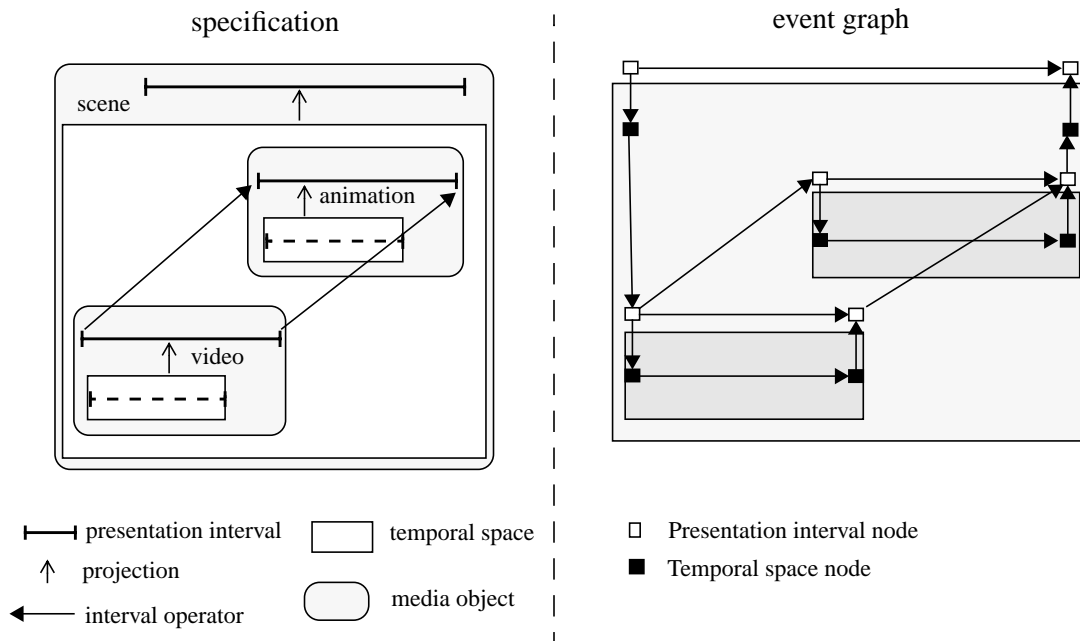 specification
event graph
scene
animation
video
presentation interval
projection
interval operator
temporal space
media object
Presentation interval node
Temporal space node